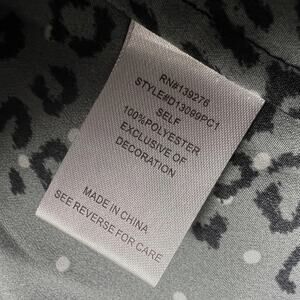 RN#139276
STYLE#D13099PC1
SELF
100%POLYESTER
EXCLUSIVE OF
DECORATION
MADE IN CHINA
SEE REVERSE FOR CARE